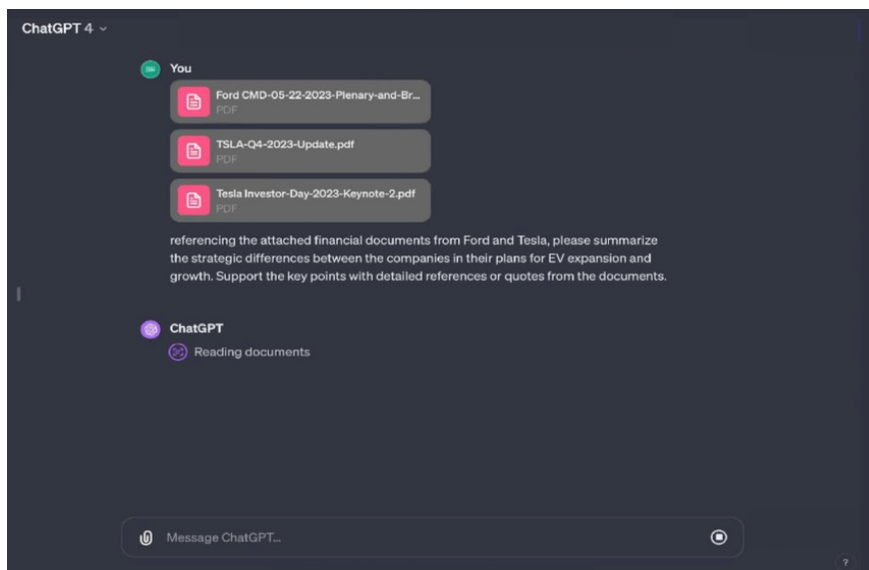 ChatGPT 4
You
Ford CMD-05-22-2023-Plenary-and-Br...
PDF
TSLA-Q4-2023-Update.pdf
PDF
Tesla Investor-Day-2023-Keynote-2.pdf
PDF
referencing the attached financial documents from Ford and Tesla, please summarize
the strategic differences between the companies in their plans for EV expansion and
growth. Support the key points with detailed references or quotes from the documents.
ChatGPT
Reading documents
Message ChatGPT...
?